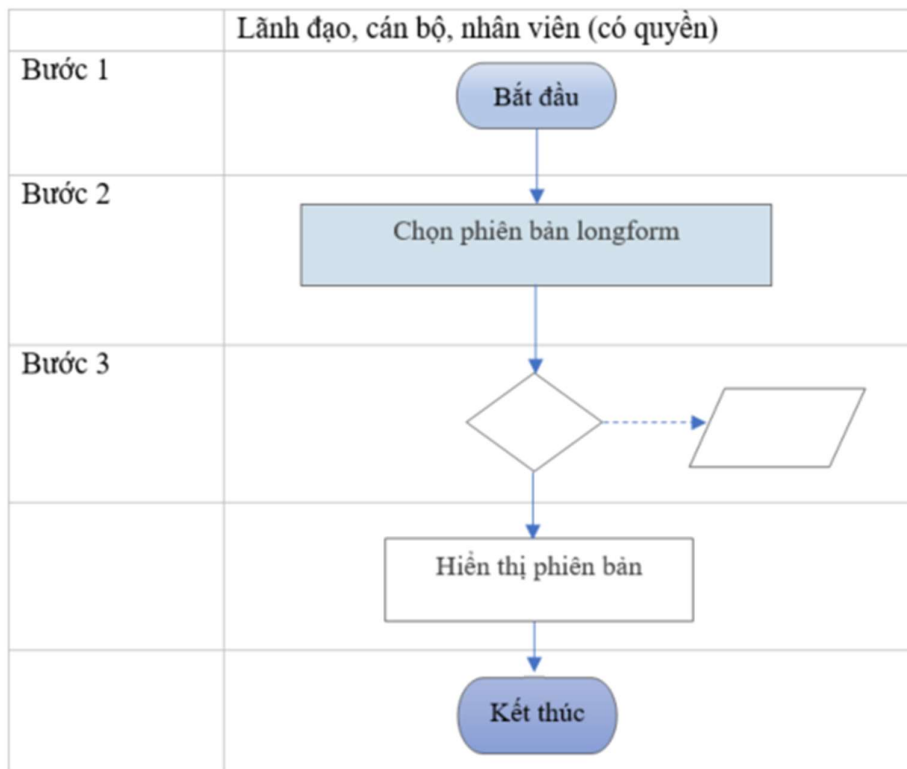 Lãnh đạo, cán bộ, nhân viên (có quyền)
Bước 1
Bắt đầu
Bước 2
Chọn phiên bản longform
Bước 3
Hiển thị phiên bản
Kết thúc